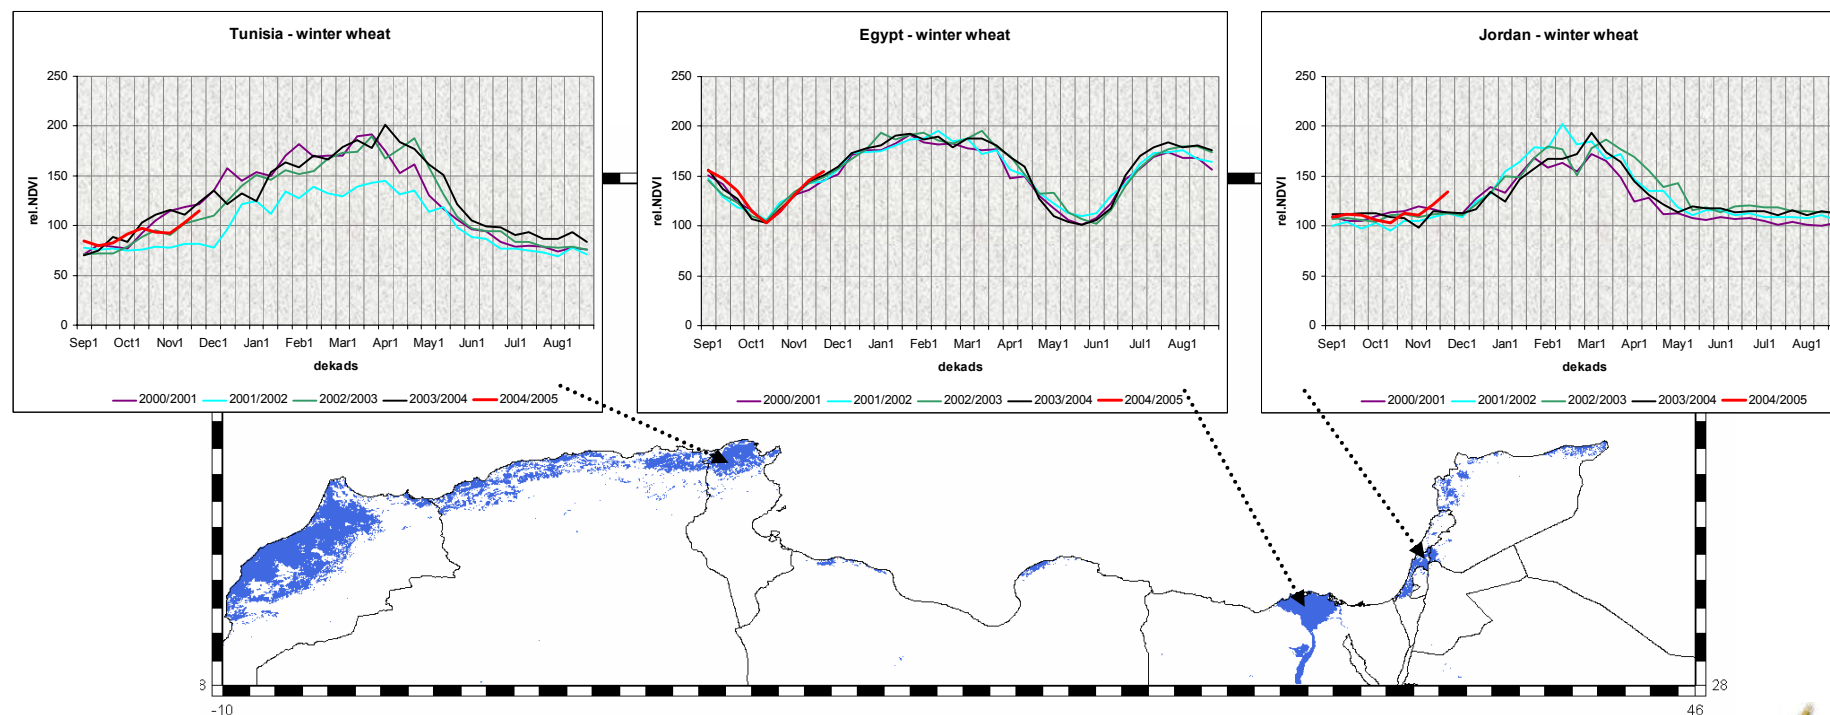 Tunisia - winter wheat
250
200
150
100
50
0
rel.NDVI
Sep1 Oct1 Nov1 Dec1 Jan1 Feb1 Mar1 Apr1 May1 Jun1 Jul1 Aug1
dekads
2000/2001 2001/2002 2002/2003 2003/2004 2004/2005
Egypt - winter wheat
250
200
150
100
50
0
rel.NDVI
Sep1 Oct1 Nov1 Dec1 Jan1 Feb1 Mar1 Apr1 May1 Jun1 Jul1 Aug1
dekads
2000/2001 2001/2002 2002/2003 2003/2004 2004/2005
Jordan - winter wheat
250
200
150
100
50
0
rel.NDVI
Sep1 Oct1 Nov1 Dec1 Jan1 Feb1 Mar1 Apr1 May1 Jun1 Jul1 Aug1
dekads
2000/2001 2001/2002 2002/2003 2003/2004 2004/2005
8 28
-10 46